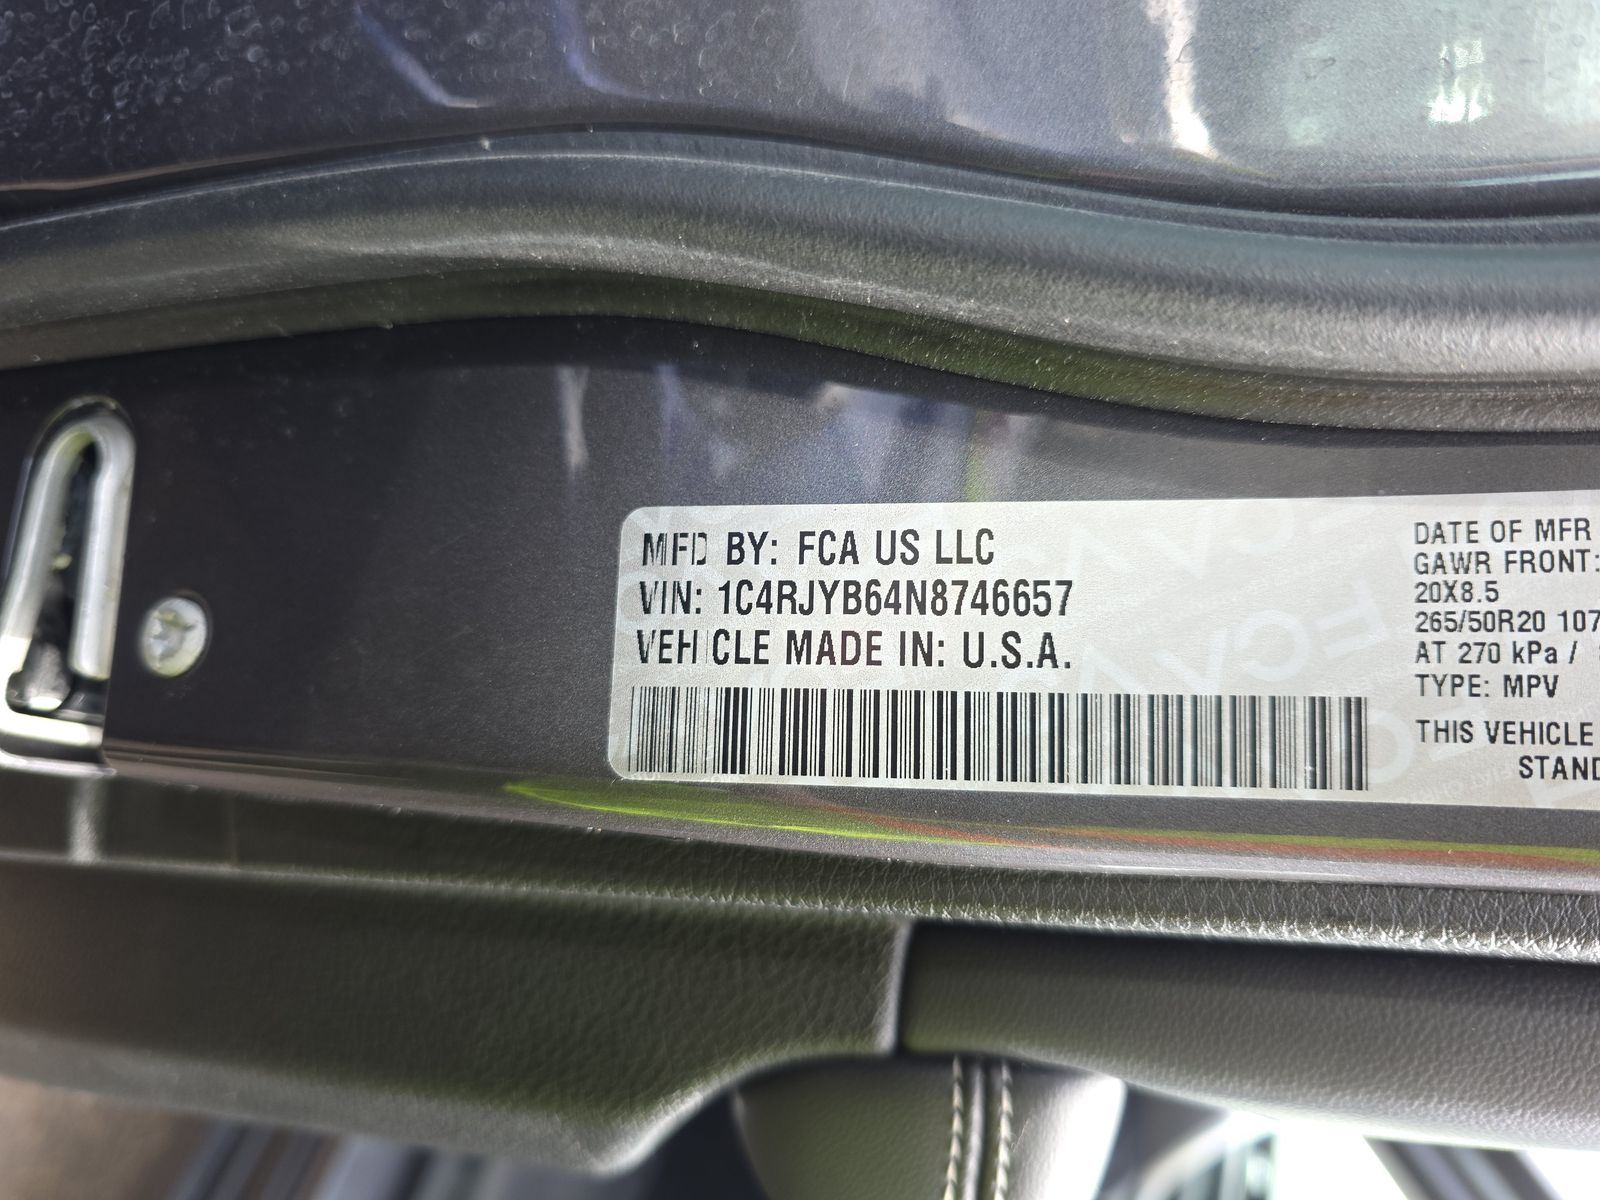 MFD BY: FCA US LLC
VIN: 1C4RJYB64N8746657
VEHICLE MADE IN: U.S.A.
DATE OF MFR
GAWR FRONT:
20X8.5
265/50R20 107
AT 270 kPa /
TYPE: MPV
THIS VEHICLE
STAND